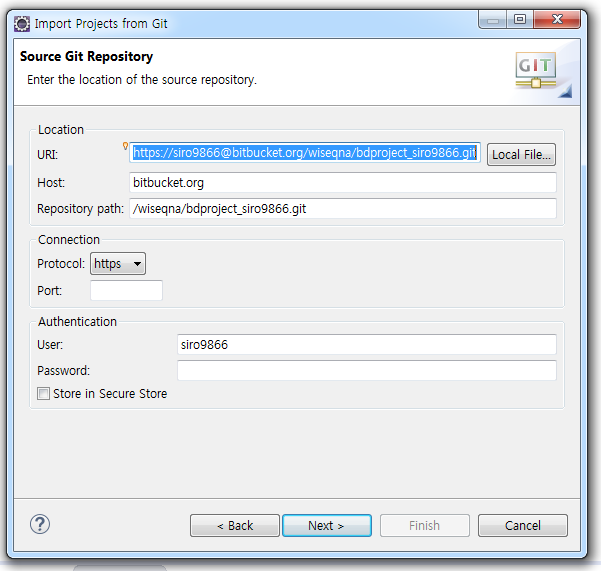 Import Projects from Git
Source Git Repository
Enter the location of the source repository.
GIT
Location
URI: https://siro9866@bitbucket.org/wiseqna/bdproject_siro9866.git Local File...
Host: bitbucket.org
Repository path: /wiseqna/bdproject_siro9866.git
Connection
Protocol: https
Port:
Authentication
User: siro9866
Password:
Store in Secure Store
? < Back Next > Finish Cancel